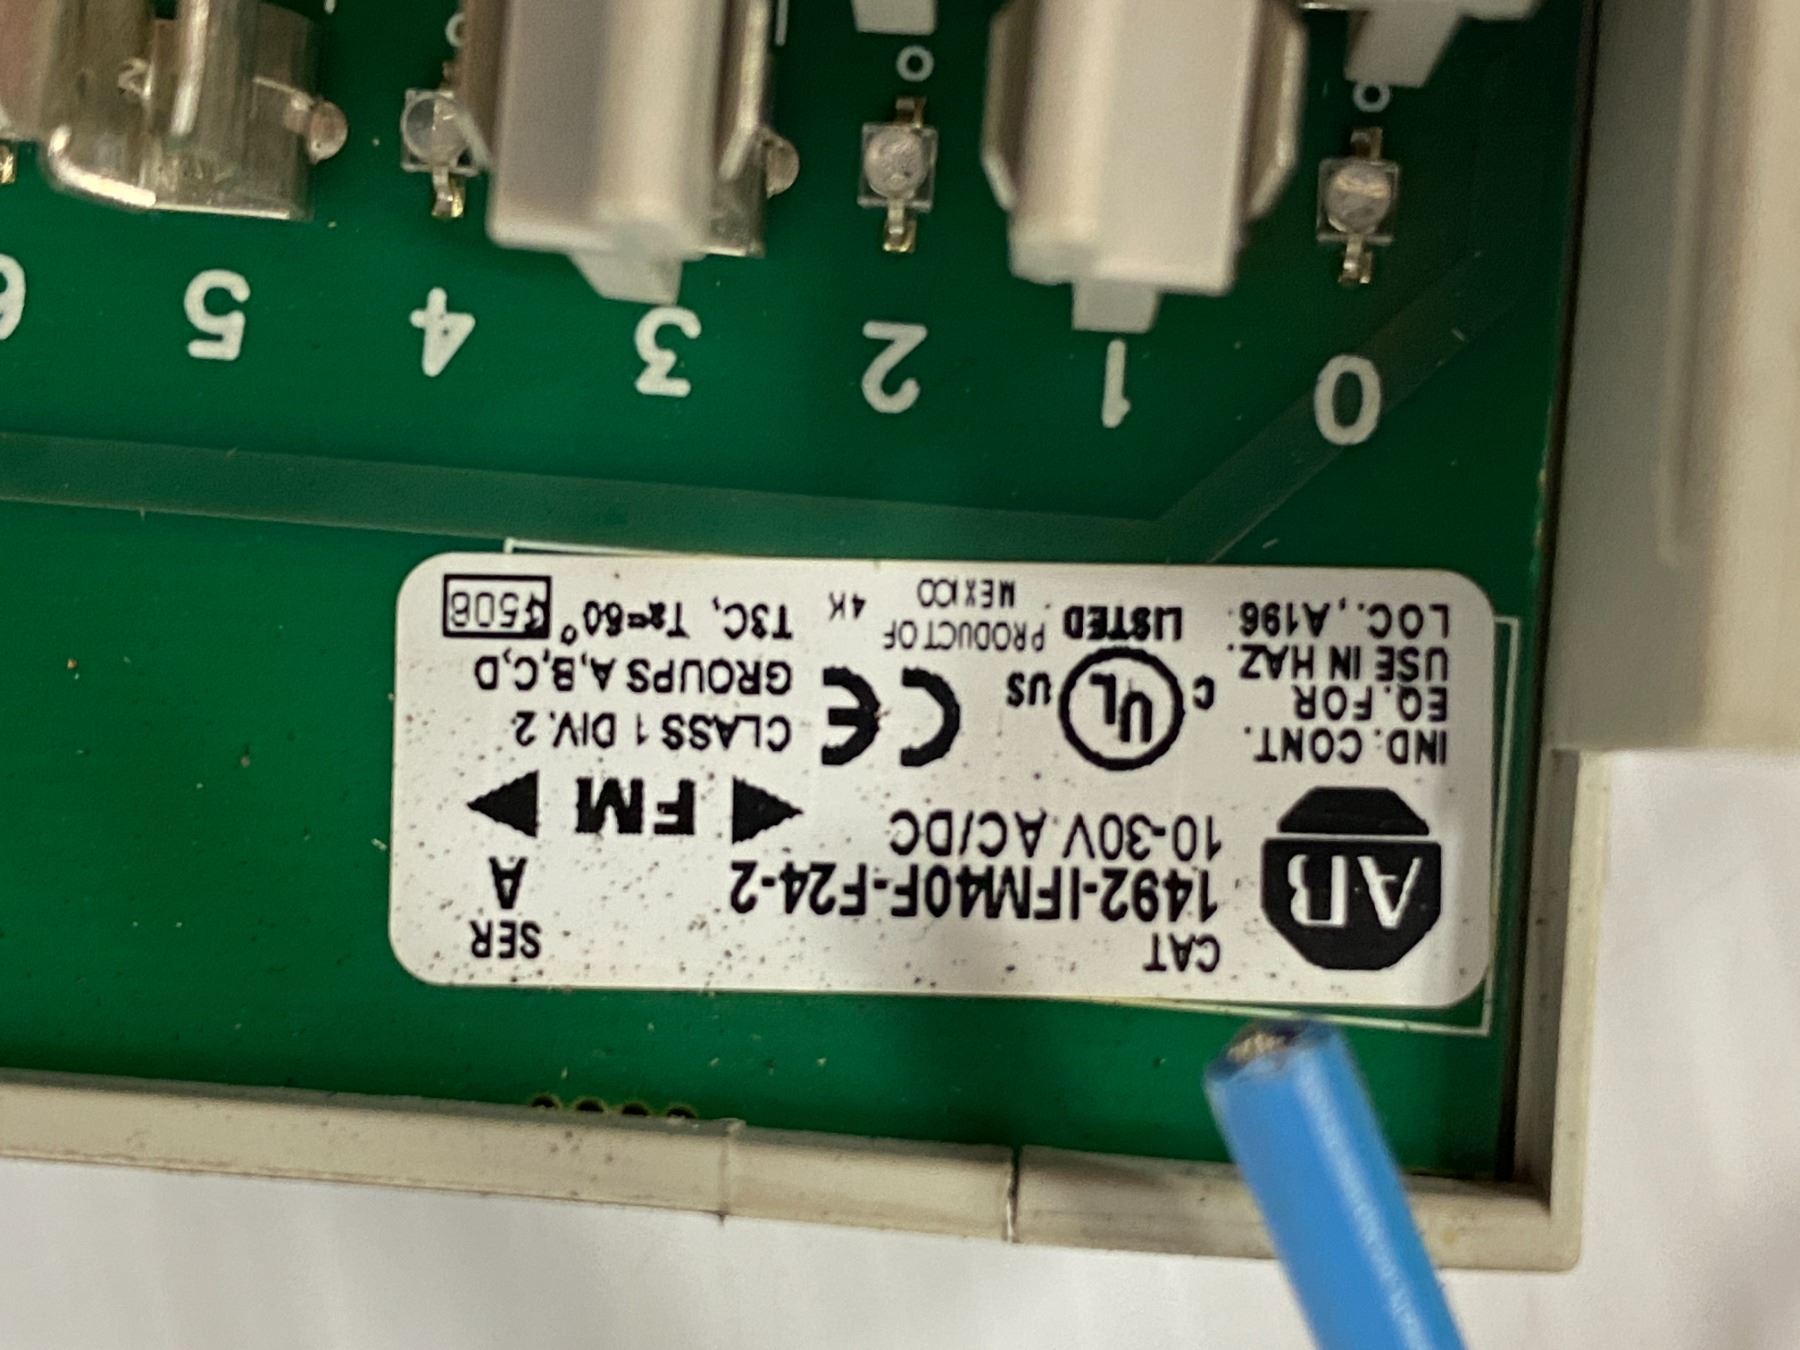 CAT
1492-IFM40F-F24-2
10-30V AC/DC
AB
SER
A
FM
IND. CONT.
EQ. FOR
USE IN HAZ.
LOC., A196.
C UL US
LISTED
CE
PRODUCT OF
MEXICO
4K
CLASS 1 DIV. 2
GROUPS A,B,C,D
T3C, Ta=60°
0 1 2 3 4 5 6